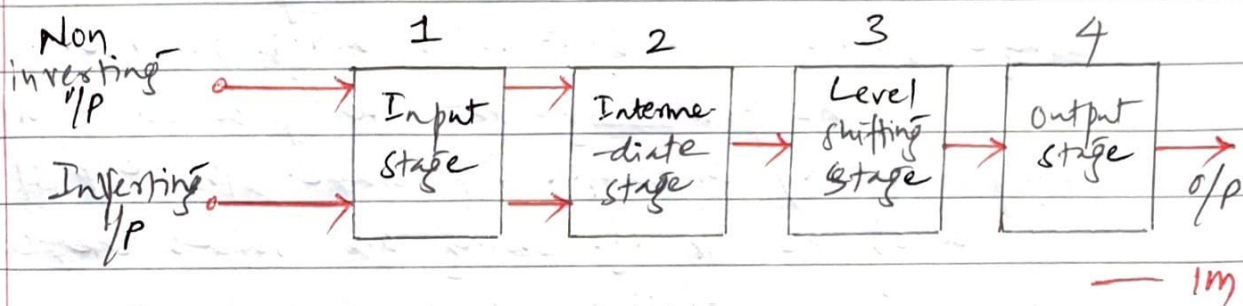 Non
inverting
i/P
Inverting
i/P
1
Input
stage
2
Interme
-diate
stage
3
Level
shifting
stage
4
output
stage
o/p
— 1m